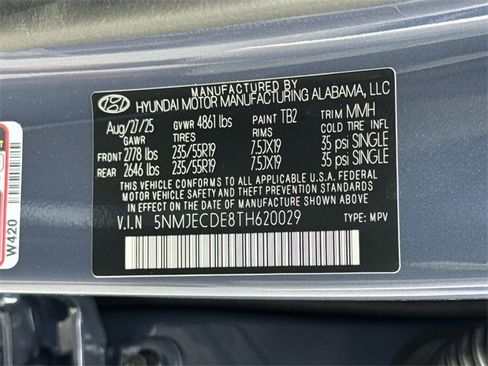 MANUFACTURED BY
HYUNDAI MOTOR MANUFACTURING ALABAMA, LLC
Aug/27/25 GVWR 4861 lbs PAINT TB2 TRIM MMH
GAWR TIRES RIMS COLD TIRE INFL
FRONT 2778 lbs 235/55R19 7.5JX19 35 psi SINGLE
REAR 2646 lbs 235/55R19 7.5JX19 35 psi SINGLE
THIS VEHICLE CONFORMS TO ALL APPLICABLE U.S.A FEDERAL
MOTOR VEHICLE SAFETY, BUMPER, AND THEFT PREVENTION
STANDARDS IN EFFECT ON THE DATE OF MANUFACTURE SHOWN ABOVE.
V.I.N 5NMJECDE8TH620029 TYPE: MPV
W420